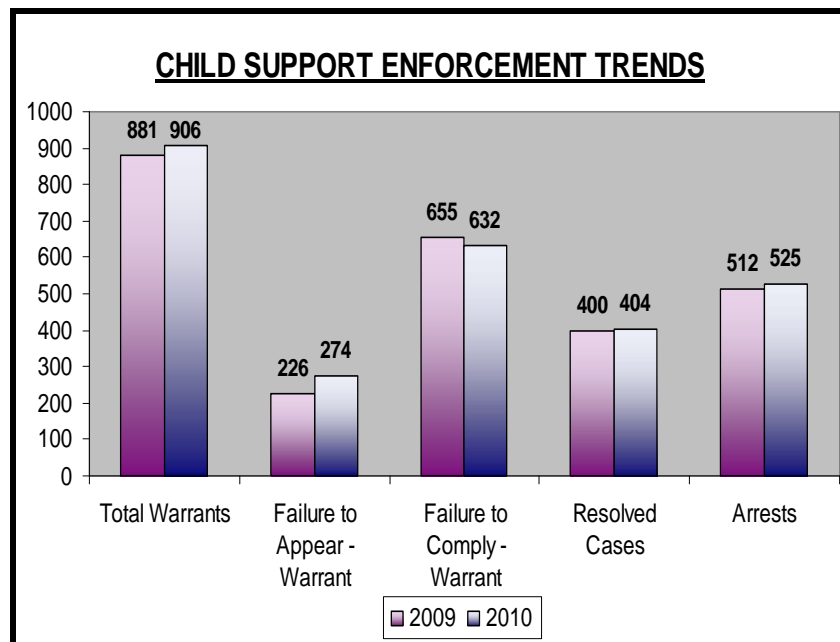 CHILD SUPPORT ENFORCEMENT TRENDS
1000
900
800
700
600
500
400
300
200
100
0
881 906
226 274
655 632
400 404
512 525
Total Warrants
Failure to
Appear -
Warrant
Failure to
Comply -
Warrant
Resolved
Cases
Arrests
2009 2010